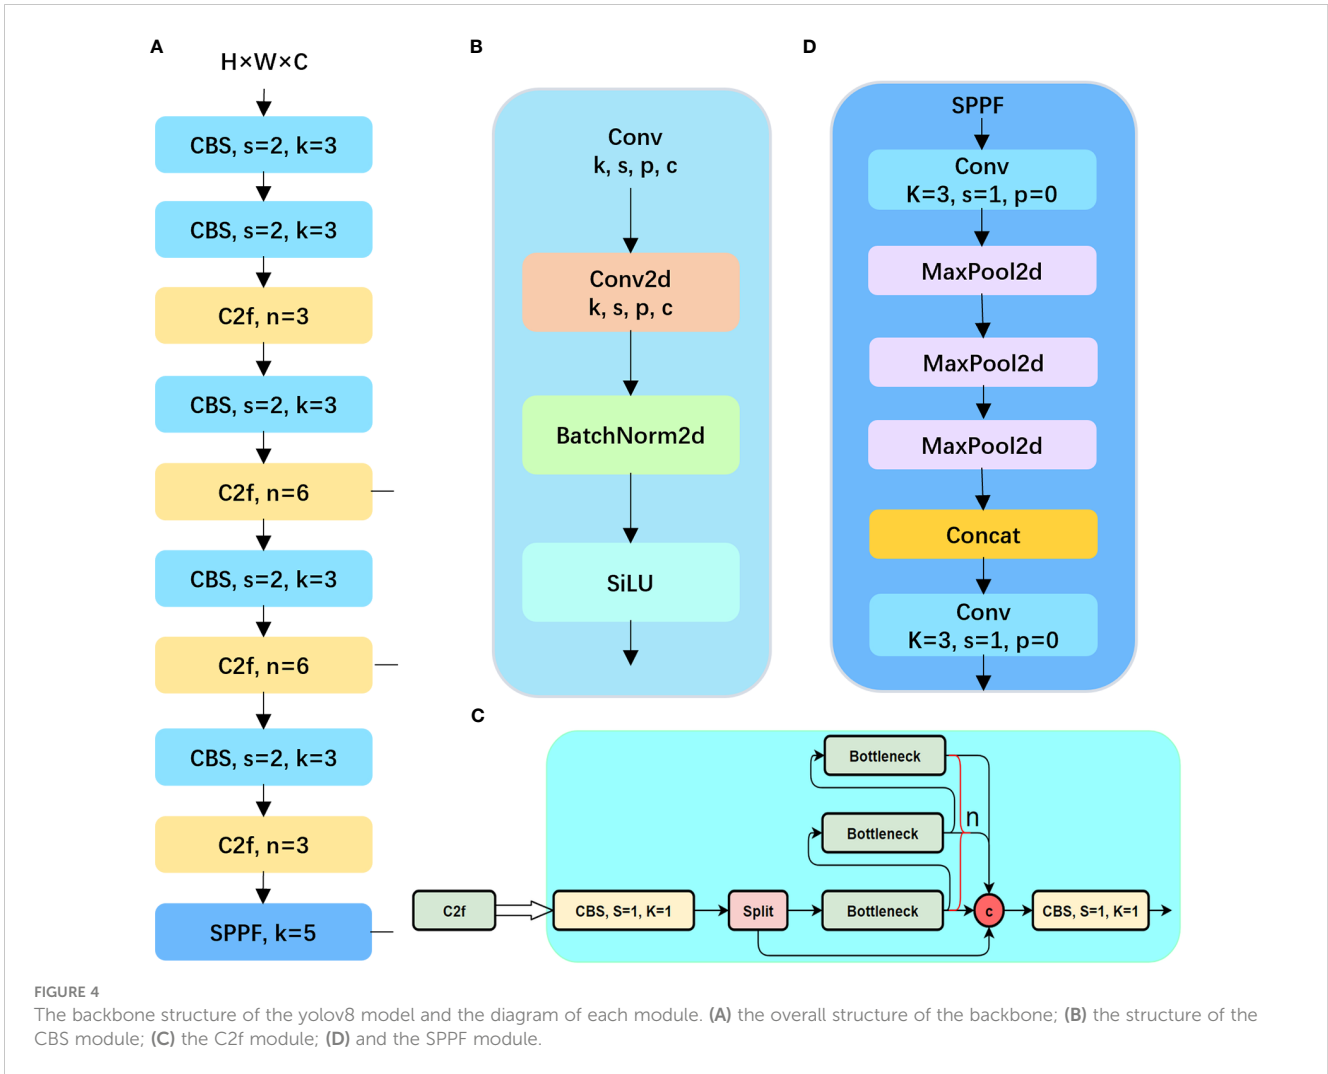 A
H×W×C
CBS, s=2, k=3
CBS, s=2, k=3
C2f, n=3
CBS, s=2, k=3
C2f, n=6
CBS, s=2, k=3
C2f, n=6
CBS, s=2, k=3
C2f, n=3
SPPF, k=5
B
Conv
k, s, p, c
Conv2d
k, s, p, c
BatchNorm2d
SiLU
D
SPPF
Conv
K=3, s=1, p=0
MaxPool2d
MaxPool2d
MaxPool2d
Concat
Conv
K=3, s=1, p=0
C
Bottleneck
Bottleneck
n
C2f
CBS, S=1, K=1
Split
Bottleneck
c
CBS, S=1, K=1
FIGURE 4
The backbone structure of the yolov8 model and the diagram of each module. (A) the overall structure of the backbone; (B) the structure of the
CBS module; (C) the C2f module; (D) and the SPPF module.